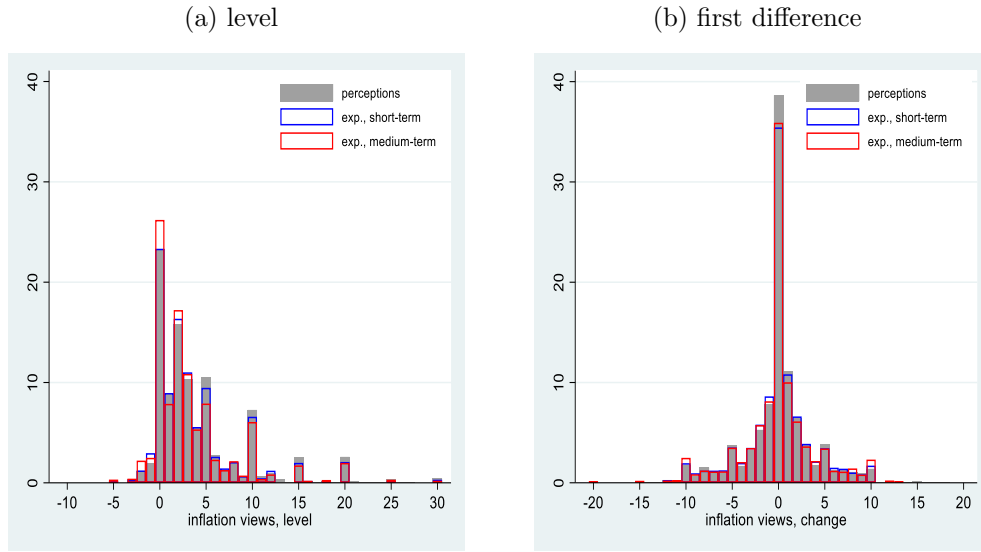 (a) level
(b) first difference
40
30
20
10
0
perceptions
exp., short-term
exp., medium-term
-10 -5 0 5 10 15 20 25 30
inflation views, level
40
30
20
10
0
perceptions
exp., short-term
exp., medium-term
-20 -15 -10 -5 0 5 10 15 20
inflation views, change